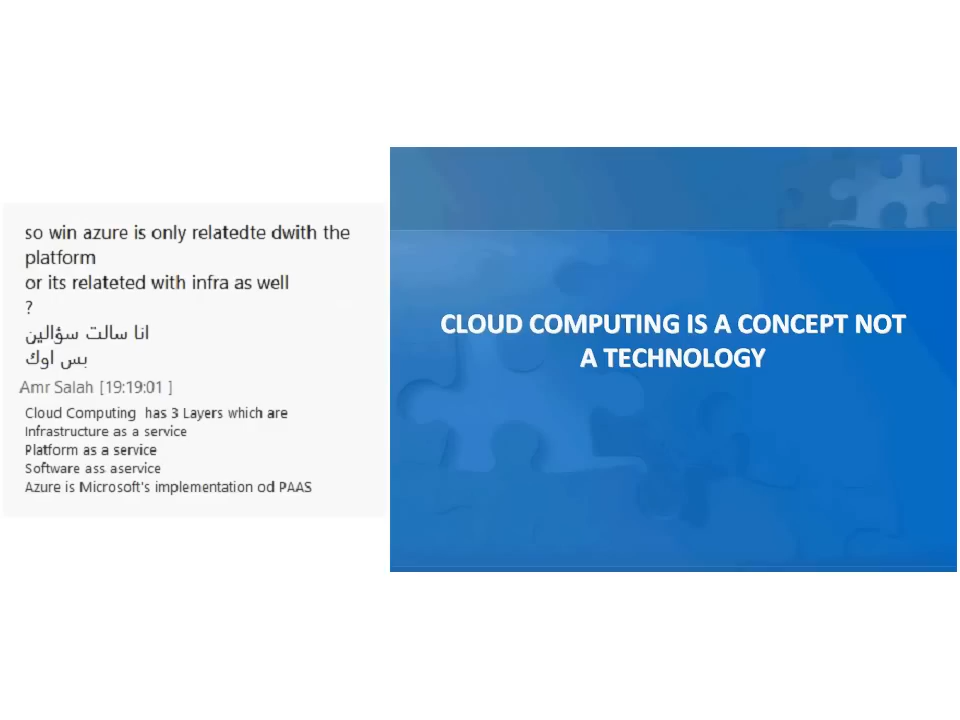 so win azure is only relatedte dwith the
platform
or its relateted with infra as well
?
انا سالت سؤالين
بس اوك
Amr Salah [19:19:01 ]
Cloud Computing  has 3 Layers which are
Infrastructure as a service
Platform as a service
Software ass aservice
Azure is Microsoft's implementation od PAAS
CLOUD COMPUTING IS A CONCEPT NOT
A TECHNOLOGY